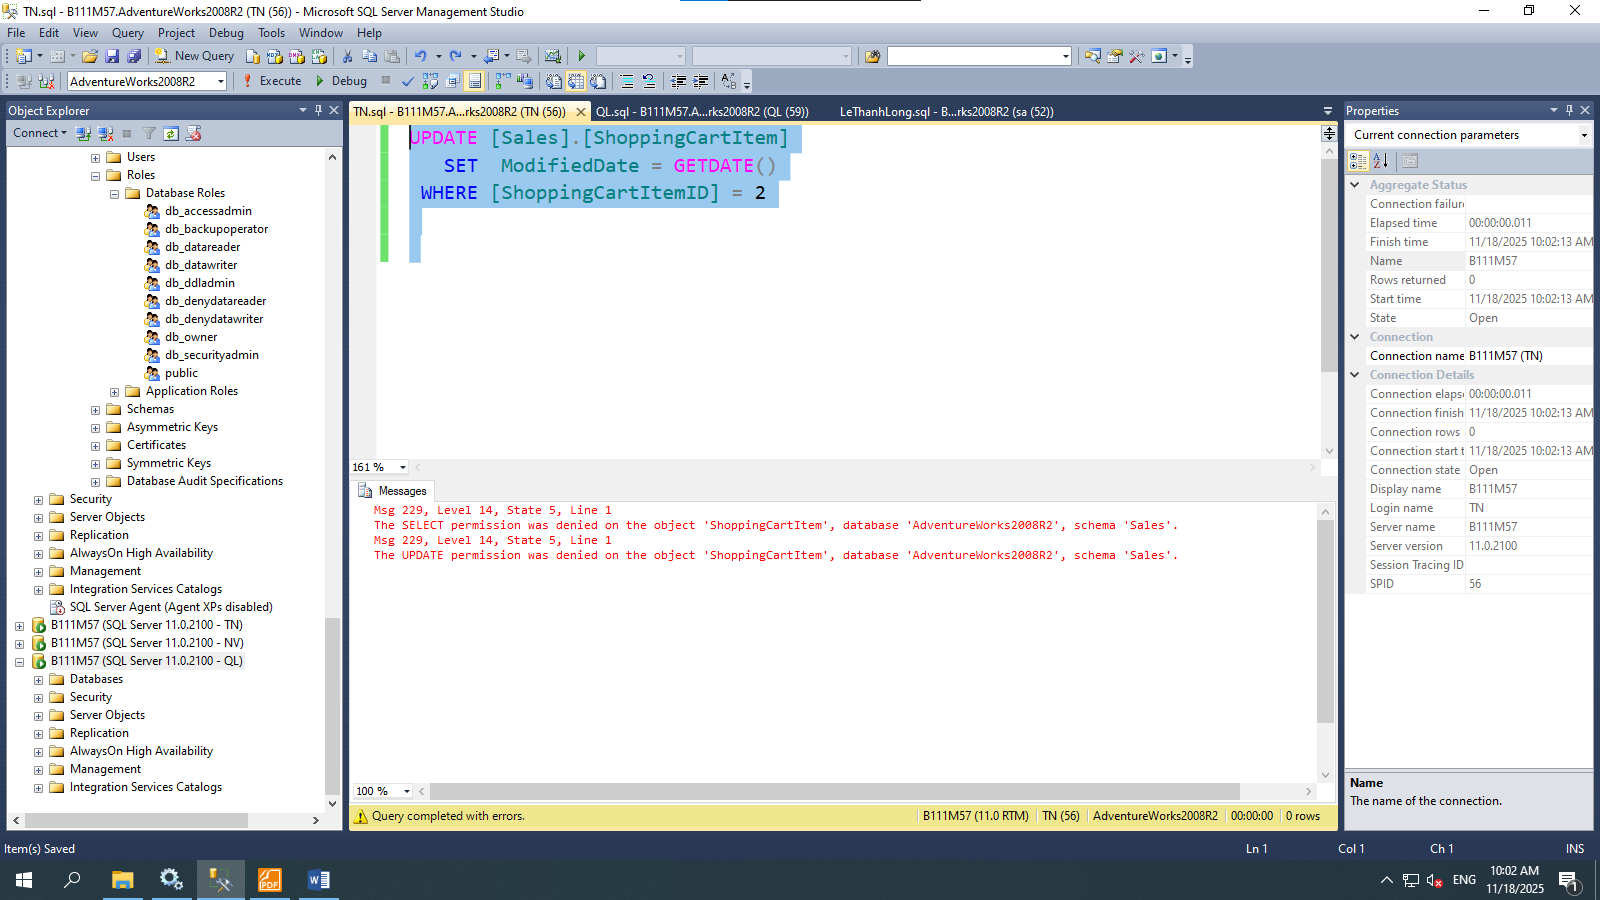 TN.sql - B111M57.AdventureWorks2008R2 (TN (56)) - Microsoft SQL Server Management Studio
File Edit View Query Project Debug Tools Window Help
New Query
AdventureWorks2008R2 Execute Debug
Object Explorer
Connect
Users
Roles
Database Roles
db_accessadmin
db_backupoperator
db_datareader
db_datawriter
db_ddladmin
db_denydatareader
db_denydatawriter
db_owner
db_securityadmin
public
Application Roles
Schemas
Asymmetric Keys
Certificates
Symmetric Keys
Database Audit Specifications
Security
Server Objects
Replication
AlwaysOn High Availability
Management
Integration Services Catalogs
SQL Server Agent (Agent XPs disabled)
B111M57 (SQL Server 11.0.2100 - TN)
B111M57 (SQL Server 11.0.2100 - NV)
B111M57 (SQL Server 11.0.2100 - QL)
Databases
Security
Server Objects
Replication
AlwaysOn High Availability
Management
Integration Services Catalogs
TN.sql - B111M57.A...rks2008R2 (TN (56)) QL.sql - B111M57.A...rks2008R2 (QL (59)) LeThanhLong.sql - B...rks2008R2 (sa (52))
UPDATE [Sales].[ShoppingCartItem]
SET ModifiedDate = GETDATE()
WHERE [ShoppingCartItemID] = 2
161 %
Messages
Msg 229, Level 14, State 5, Line 1
The SELECT permission was denied on the object 'ShoppingCartItem', database 'AdventureWorks2008R2', schema 'Sales'.
Msg 229, Level 14, State 5, Line 1
The UPDATE permission was denied on the object 'ShoppingCartItem', database 'AdventureWorks2008R2', schema 'Sales'.
100 %
Query completed with errors. B111M57 (11.0 RTM) TN (56) AdventureWorks2008R2 00:00:00 0 rows
Properties
Current connection parameters
Aggregate Status
Connection failure
Elapsed time 00:00:00.011
Finish time 11/18/2025 10:02:13 AM
Name B111M57
Rows returned 0
Start time 11/18/2025 10:02:13 AM
State Open
Connection
Connection name B111M57 (TN)
Connection Details
Connection elaps 00:00:00.011
Connection finish 11/18/2025 10:02:13 AM
Connection rows 0
Connection start t 11/18/2025 10:02:13 AM
Connection state Open
Display name B111M57
Login name TN
Server name B111M57
Server version 11.0.2100
Session Tracing ID
SPID 56
Name
The name of the connection.
Item(s) Saved Ln 1 Col 1 Ch 1 INS
ENG 10:02 AM
11/18/2025
1